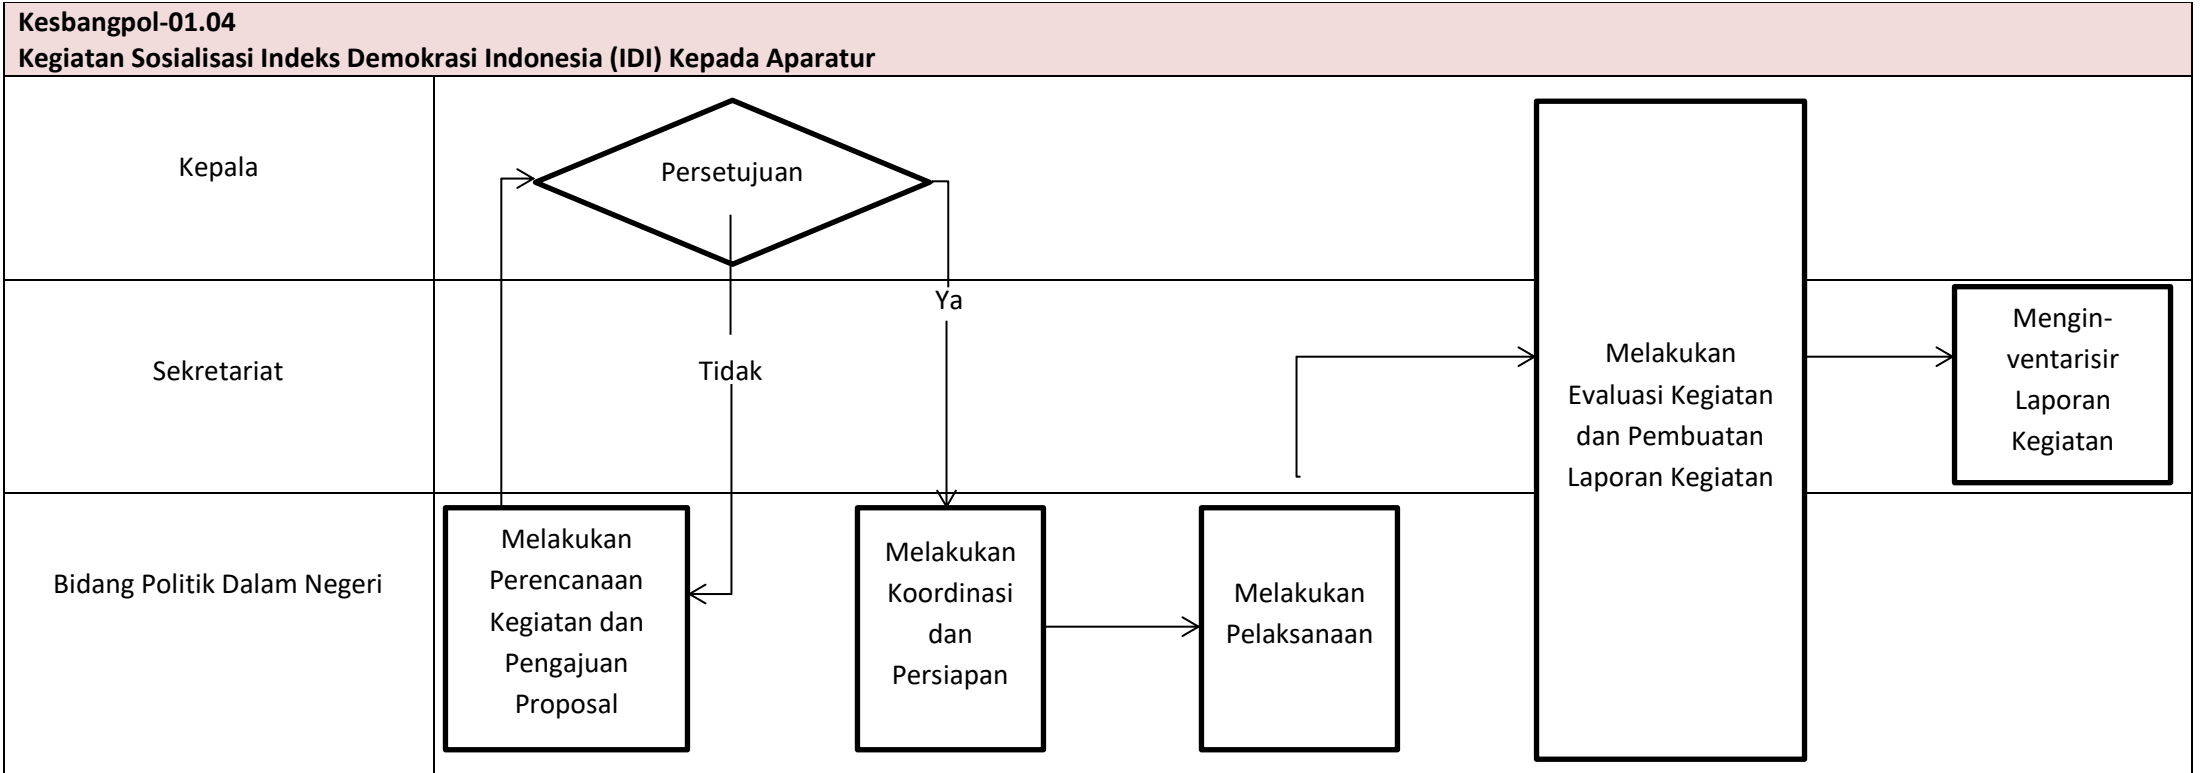 Kesbangpol-01.04
Kegiatan Sosialisasi Indeks Demokrasi Indonesia (IDI) Kepada Aparatur
Kepala
Persetujuan
Ya
Sekretariat
Tidak
Melakukan
Evaluasi Kegiatan
dan Pembuatan
Laporan Kegiatan
Mengin-
ventarisir
Laporan
Kegiatan
Bidang Politik Dalam Negeri
Melakukan
Perencanaan
Kegiatan dan
Pengajuan
Proposal
Melakukan
Koordinasi
dan
Persiapan
Melakukan
Pelaksanaan